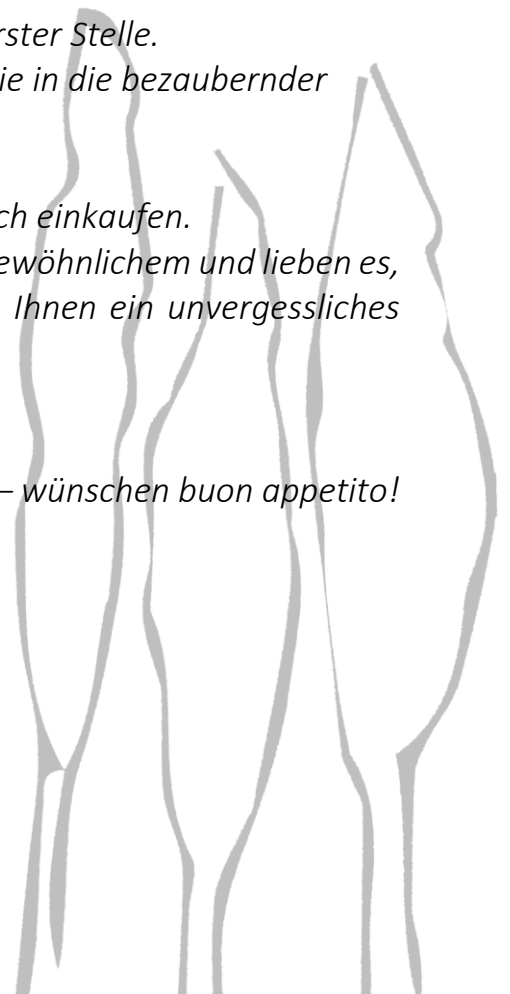 rster Stelle.
ie in die bezaubernder
ch einkaufen.
ewöhnlichem und lieben es,
Ihnen ein unvergessliches
– wünschen buon appetito!